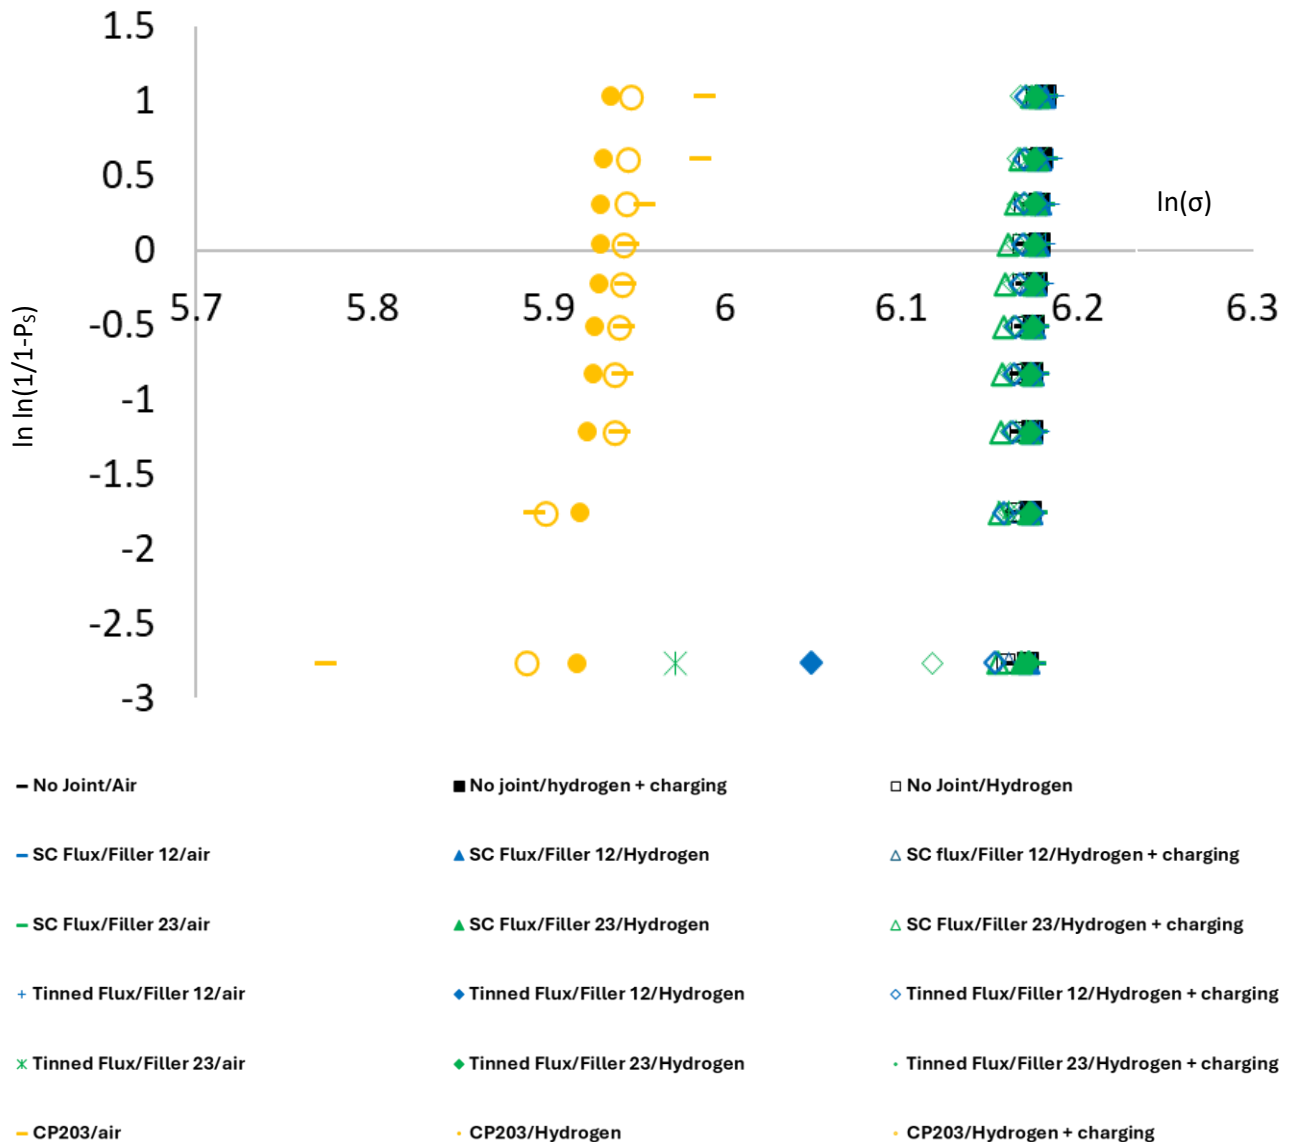 1.5
1
0.5
0
-0.5
-1
-1.5
-2
-2.5
-3
5.7 5.8 5.9 6 6.1 6.2 6.3
ln(σ)
ln ln(1/1-PS)
No Joint/Air No joint/hydrogen + charging No Joint/Hydrogen
SC Flux/Filler 12/air SC Flux/Filler 12/Hydrogen SC flux/Filler 12/Hydrogen + charging
SC Flux/Filler 23/air SC Flux/Filler 23/Hydrogen SC Flux/Filler 23/Hydrogen + charging
Tinned Flux/Filler 12/air Tinned Flux/Filler 12/Hydrogen Tinned Flux/Filler 12/Hydrogen + charging
Tinned Flux/Filler 23/air Tinned Flux/Filler 23/Hydrogen Tinned Flux/Filler 23/Hydrogen + charging
CP203/air CP203/Hydrogen CP203/Hydrogen + charging